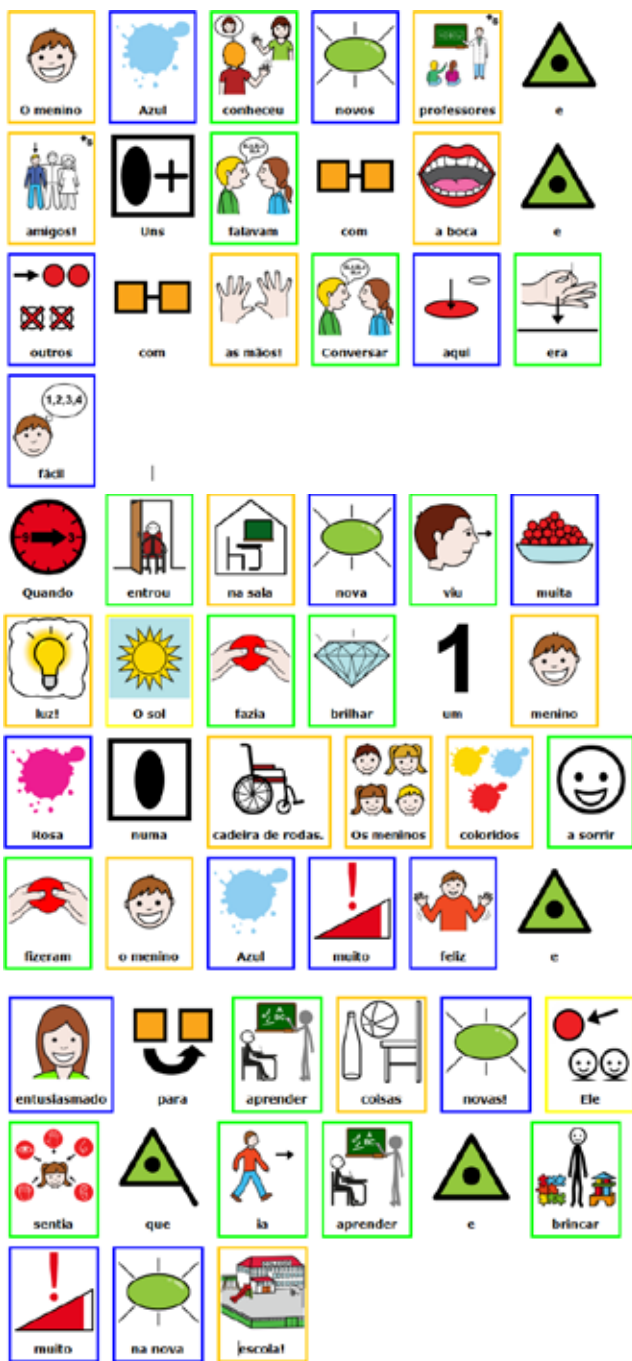 O menino Azul conheceu novos professores e
amigos! Uns falavam com a boca e
outros com as mãos! Conversar aqui era
fácil
Quando entrou na sala nova viu muita
luz! O sol fazia brilhar um menino
Rosa numa cadeira de rodas. Os meninos coloridos a sorrir
fizeram o menino Azul muito feliz e
entusiasmado para aprender coisas novas! Ele
sentia que ia aprender e brincar
muito na nova escola!